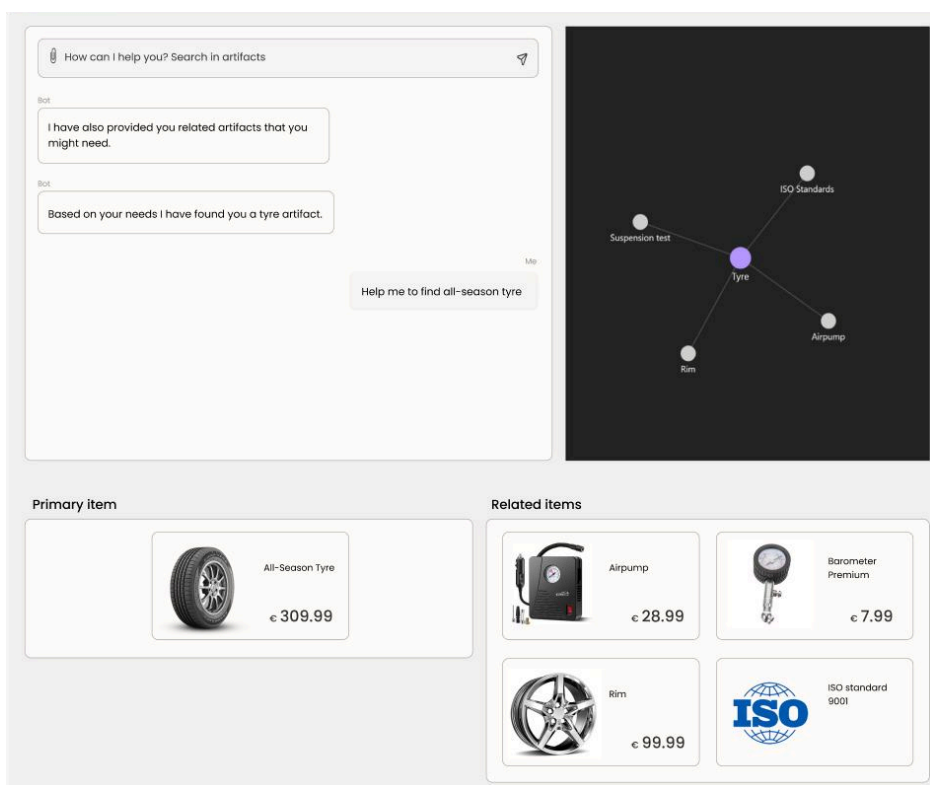 How can I help you? Search in artifacts
Bot
I have also provided you related artifacts that you
might need.
Bot
Based on your needs I have found you a tyre artifact.
Me
Help me to find all-season tyre
ISO Standards
Suspension test
Tyre
Airpump
Rim
Primary item
All-Season Tyre
€ 309.99
Related items
Airpump
€ 28.99
Barometer
Premium
€ 7.99
Rim
€ 99.99
ISO
ISO standard
9001